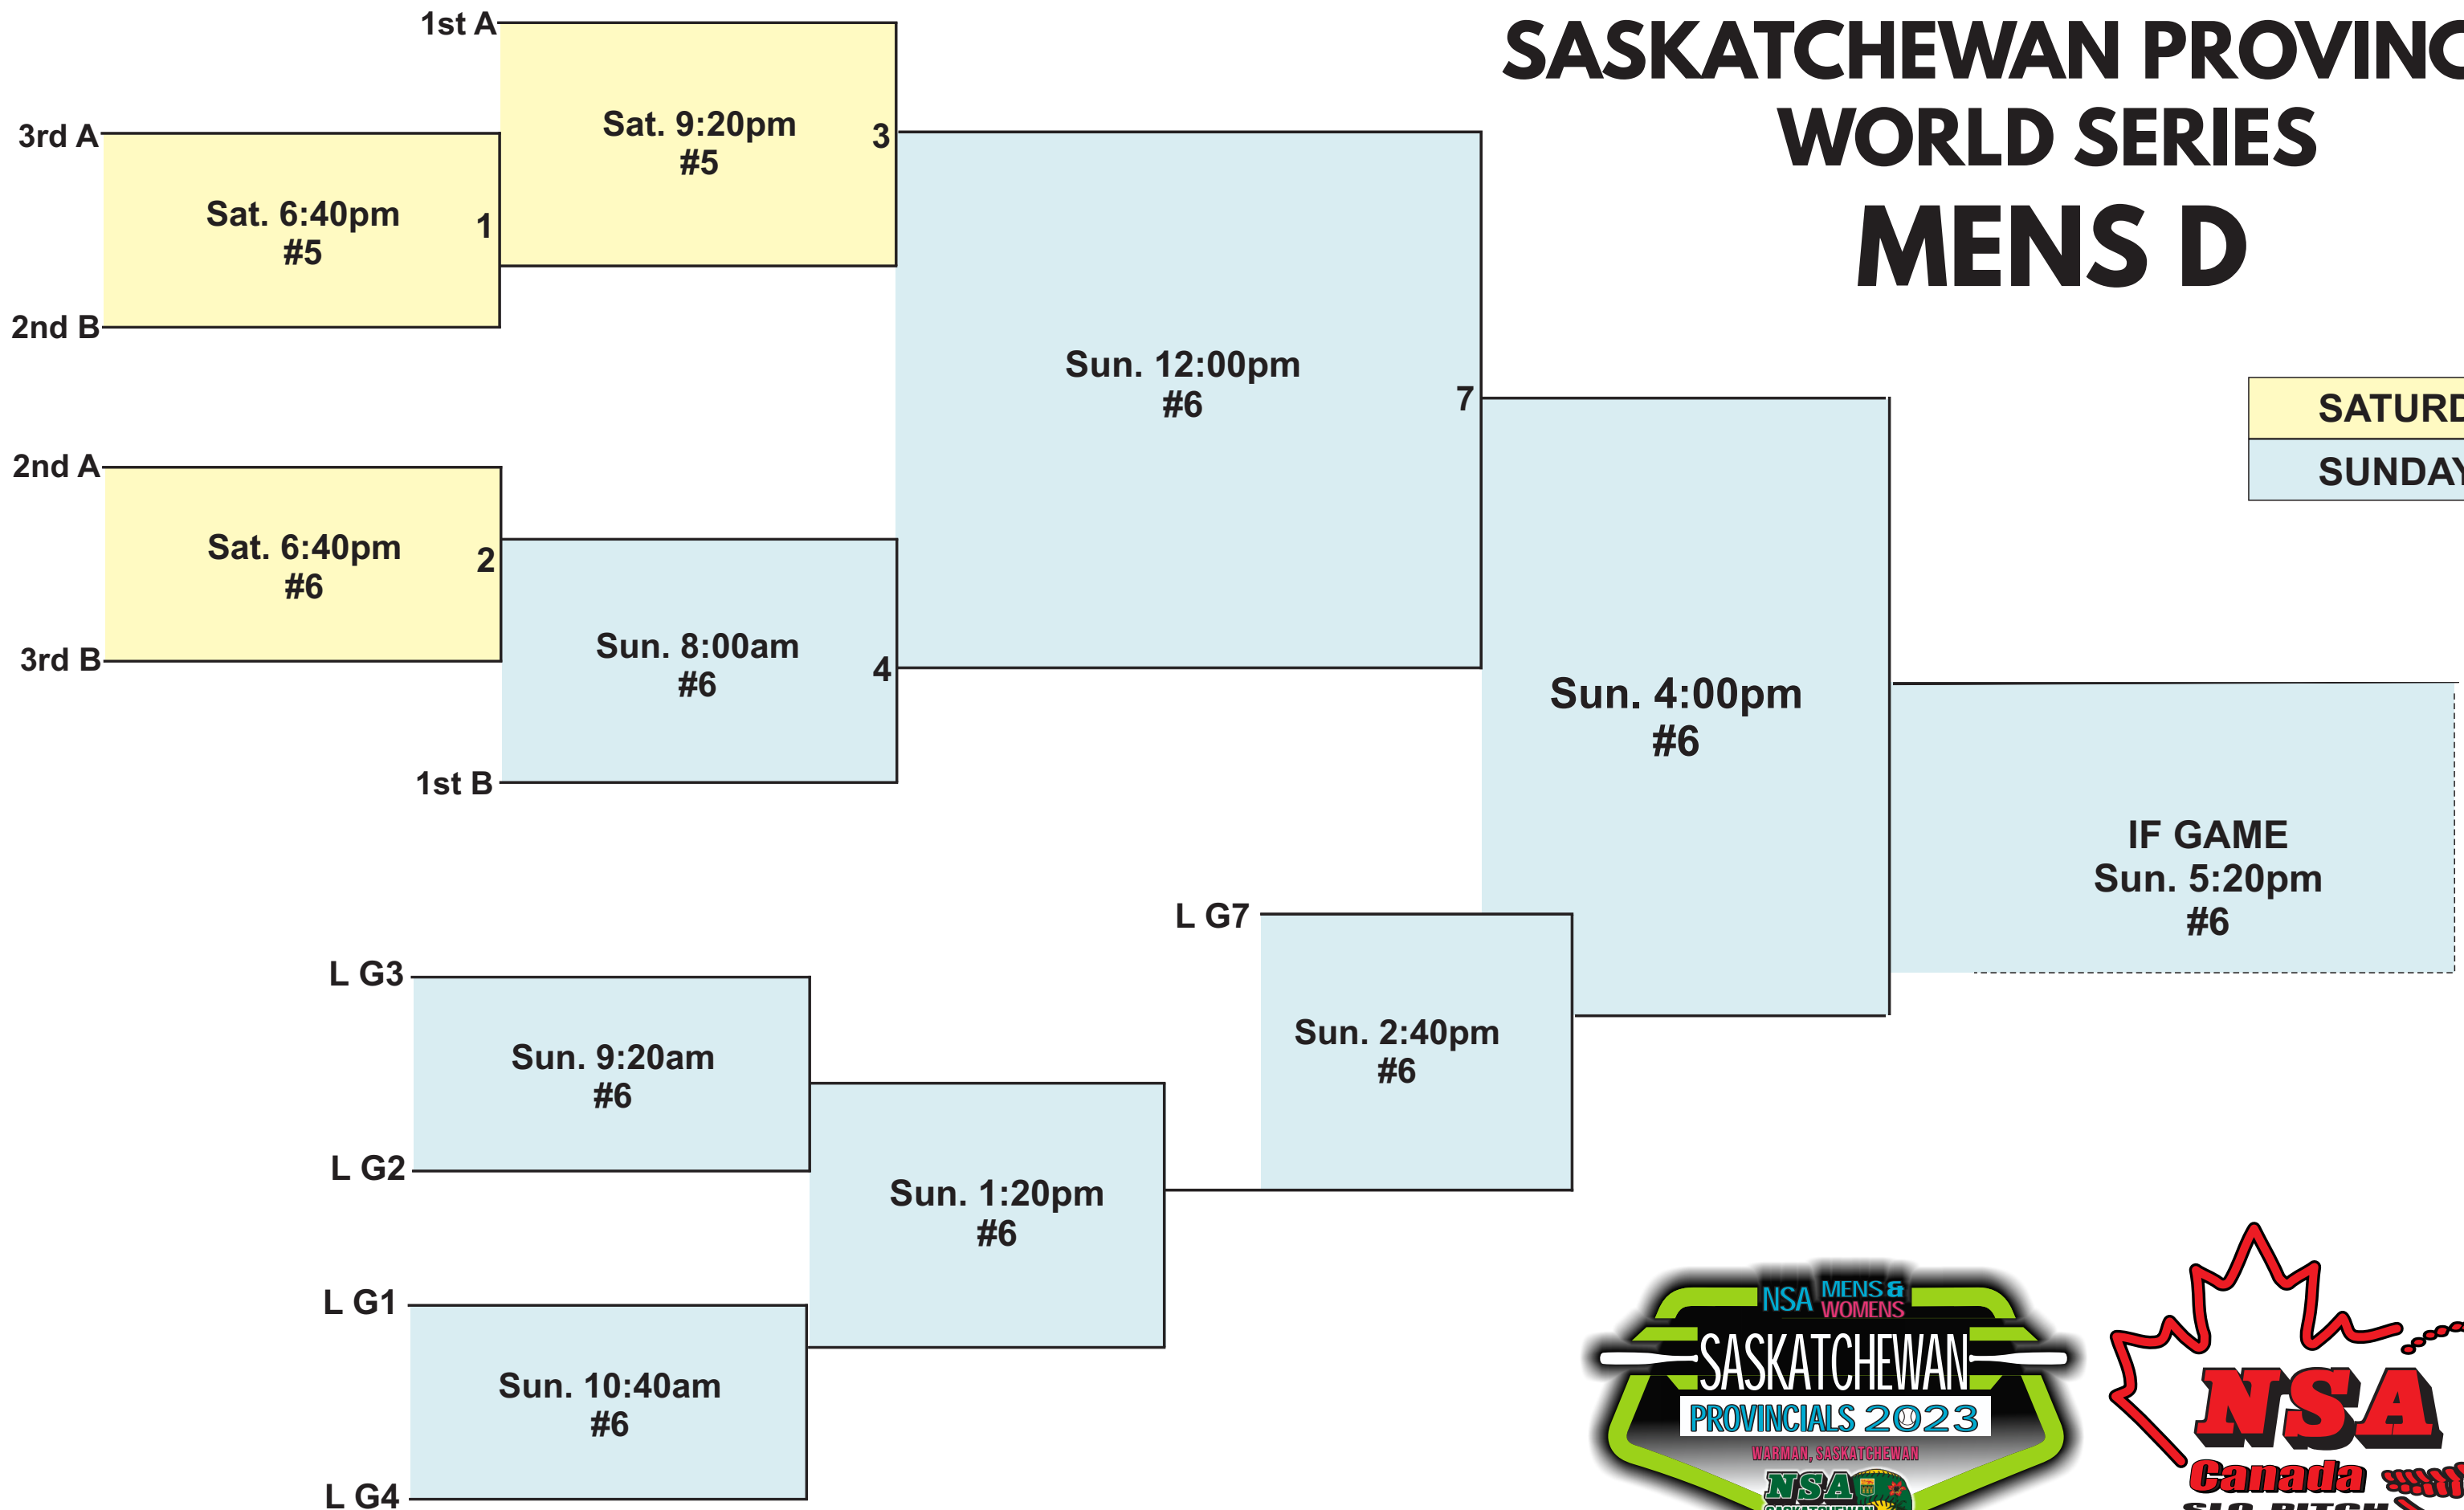 SASKATCHEWAN PROVINC
WORLD SERIES
MENS D
SATURD
SUNDAY
1st A
Sat. 9:20pm
#5
3
3rd A
Sat. 6:40pm
#5
1
2nd B
Sun. 12:00pm
#6
7
2nd A
Sat. 6:40pm
#6
2
3rd B
Sun. 8:00am
#6
4
1st B
Sun. 4:00pm
#6
IF GAME
Sun. 5:20pm
#6
L G7
Sun. 2:40pm
#6
L G3
Sun. 9:20am
#6
L G2
Sun. 1:20pm
#6
L G1
Sun. 10:40am
#6
L G4
NSA MENS &
WOMENS
SASKATCHEWAN
PROVINCIALS 2023
WARMAN, SASKATCHEWAN
NSA
SASKATCHEWAN
NSA
Canada
SLO-PITCH